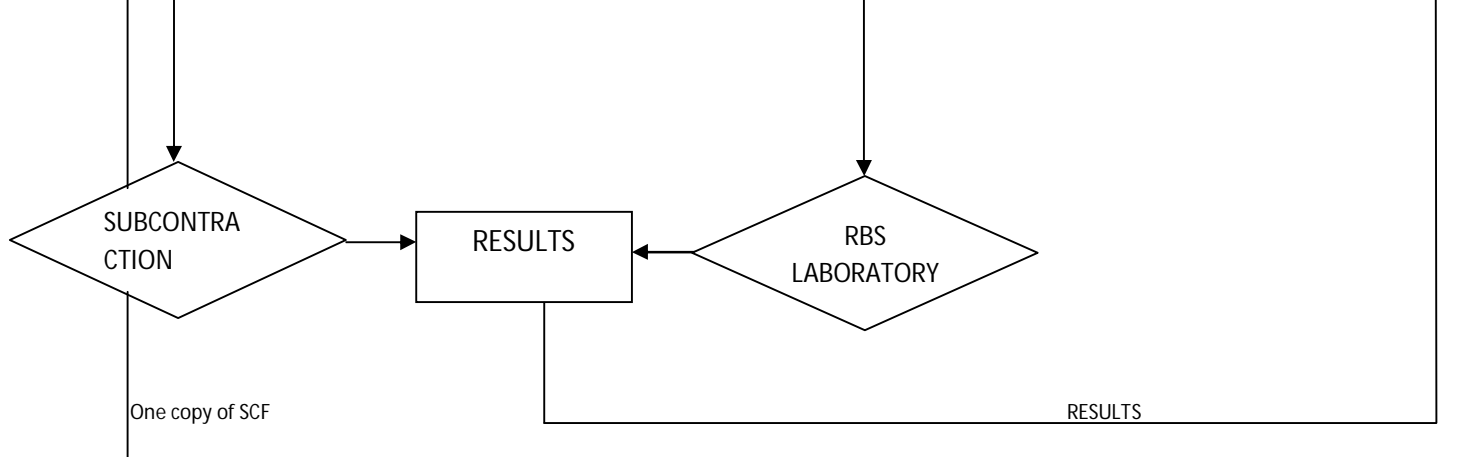 SUBCONTRA
CTION
RESULTS
RBS
LABORATORY
One copy of SCF
RESULTS